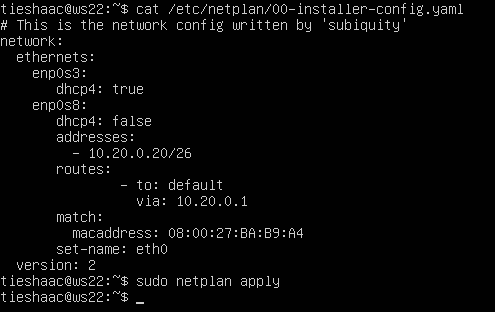 tieshaac@ws22:~$ cat /etc/netplan/00-installer-config.yaml
# This is the network config written by 'subiquity'
network:
  ethernets:
    enp0s3:
        dhcp4: true
    enp0s8:
        dhcp4: false
        addresses:
          - 10.20.0.20/26
        routes:
                - to: default
                  via: 10.20.0.1
        match:
          macaddress: 08:00:27:BA:B9:A4
        set-name: eth0
  version: 2
tieshaac@ws22:~$ sudo netplan apply
tieshaac@ws22:~$ _